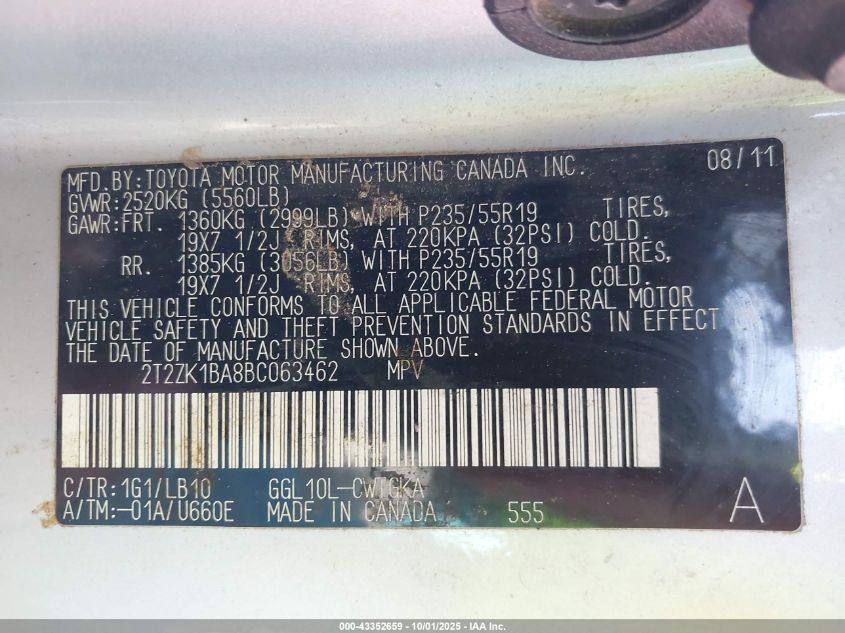 MFD.BY:TOYOTA MOTOR MANUFACTURING CANADA INC. 08/11
GVWR:2520KG (5560LB)
GAWR:FRT. 1360KG (2999LB) WITH P235/55R19 TIRES,
19X7 1/2J RIMS, AT 220KPA (32PSI) COLD.
RR. 1385KG (3056LB) WITH P235/55R19 TIRES,
19X7 1/2J RIMS, AT 220KPA (32PSI) COLD.
THIS VEHICLE CONFORMS TO ALL APPLICABLE FEDERAL MOTOR
VEHICLE SAFETY AND THEFT PREVENTION STANDARDS IN EFFECT
THE DATE OF MANUFACTURE SHOWN ABOVE.
2T2ZK1BA8BC063462 MPV
C/TR:1G1/LB10 GGL10L-CWTGKA
A/TM:-01A/U660E MADE IN CANADA 555 A
000-43352659 • 10/01/2025 • IAA Inc.